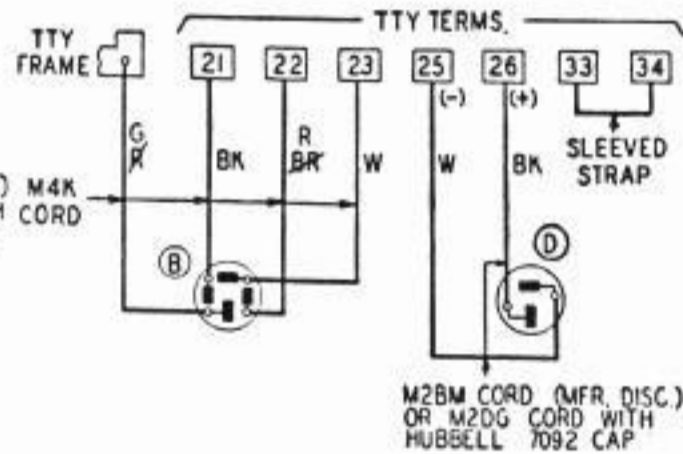 TTY TERMS.
TTY
FRAME
21
22
23
25
26
33
34
(-)
(+)
G
R
BK
R
BR
W
W
BK
SLEEVED
STRAP
M4K
CORD
B
D
M2BM CORD (MFR. DISC.)
OR M2DG CORD WITH
HUBBELL 7092 CAP